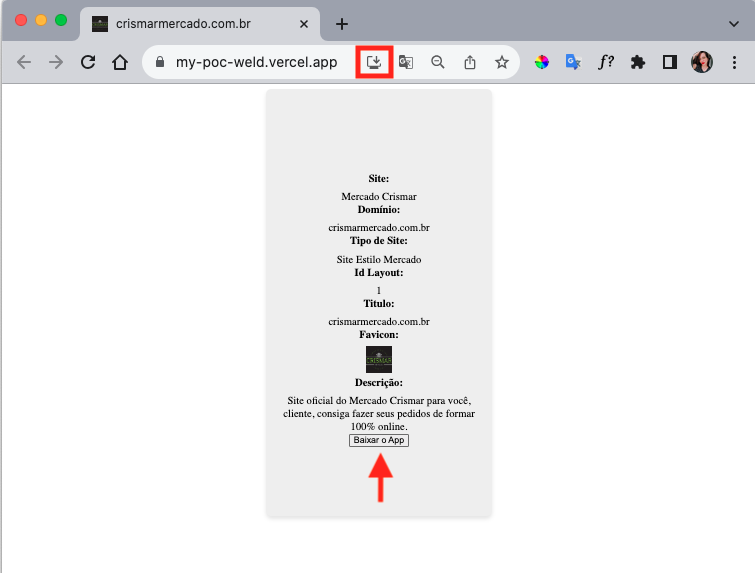 crismarmercado.com.br
my-poc-weld.vercel.app
f?
Site:
Mercado Crismar
Domínio:
crismarmercado.com.br
Tipo de Site:
Site Estilo Mercado
Id Layout:
1
Titulo:
crismarmercado.com.br
Favicon:
CRISMAR
Descrição:
Site oficial do Mercado Crismar para você,
cliente, consiga fazer seus pedidos de formar
100% online.
Baixar o App